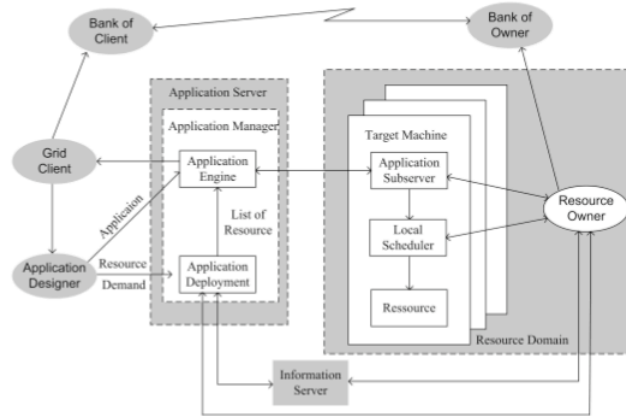 Bank of
Client
Bank of
Owner
Application Server
Application Manager
Target Machine
Grid
Client
Application
Engine
Application
Subserver
Resource
Owner
Applicaion
List of
Resource
Local
Scheduler
Application
Designer
Resource
Demand
Application
Deployment
Ressource
Resource Domain
Information
Server